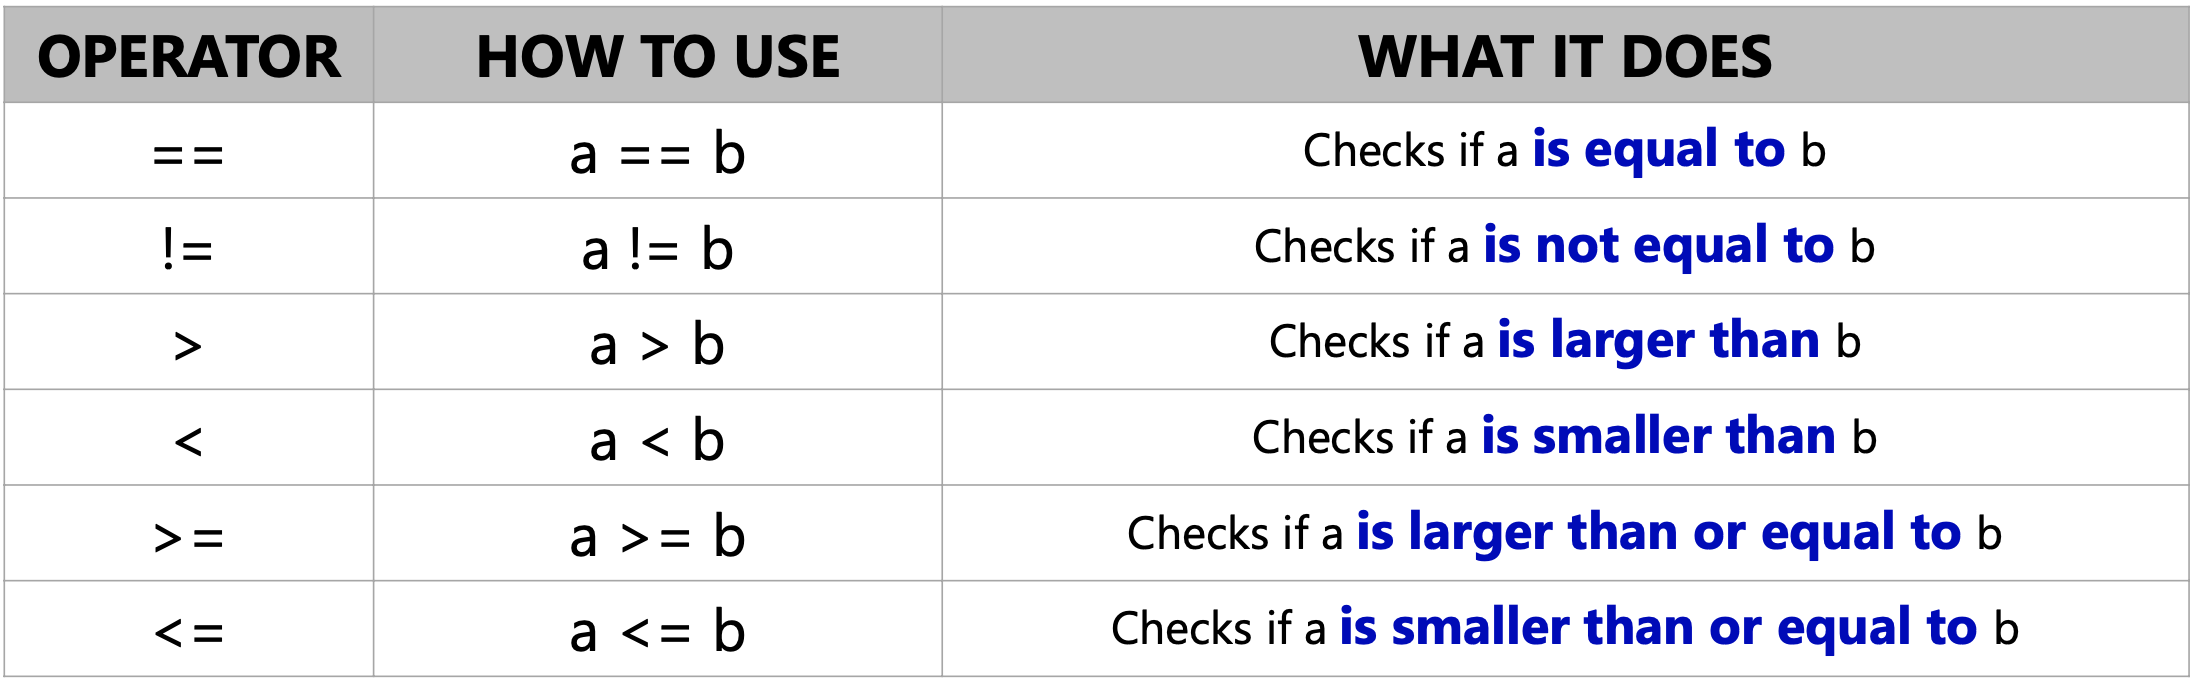 OPERATOR HOW TO USE WHAT IT DOES
== a == b Checks if a is equal to b
!= a != b Checks if a is not equal to b
> a > b Checks if a is larger than b
< a < b Checks if a is smaller than b
>= a >= b Checks if a is larger than or equal to b
<= a <= b Checks if a is smaller than or equal to b